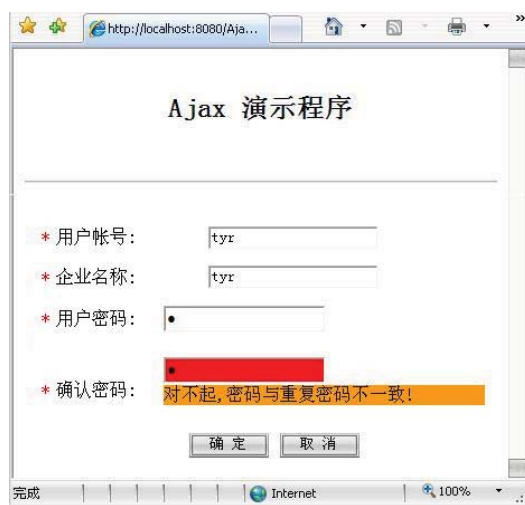 http://localhost:8080/Aja...
»
Ajax 演示程序
* 用户帐号: tyr
* 企业名称: tyr
* 用户密码: •
* 确认密码: •
对不起,密码与重复密码不一致!
确 定 取 消
完成 Internet 100%